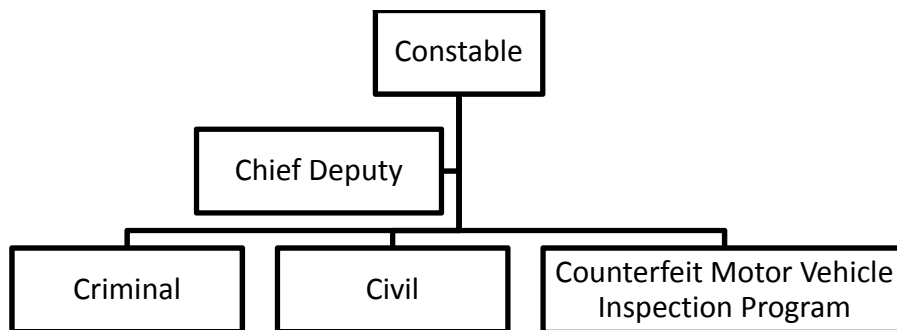 Constable
Chief Deputy
Criminal
Civil
Counterfeit Motor Vehicle
Inspection Program